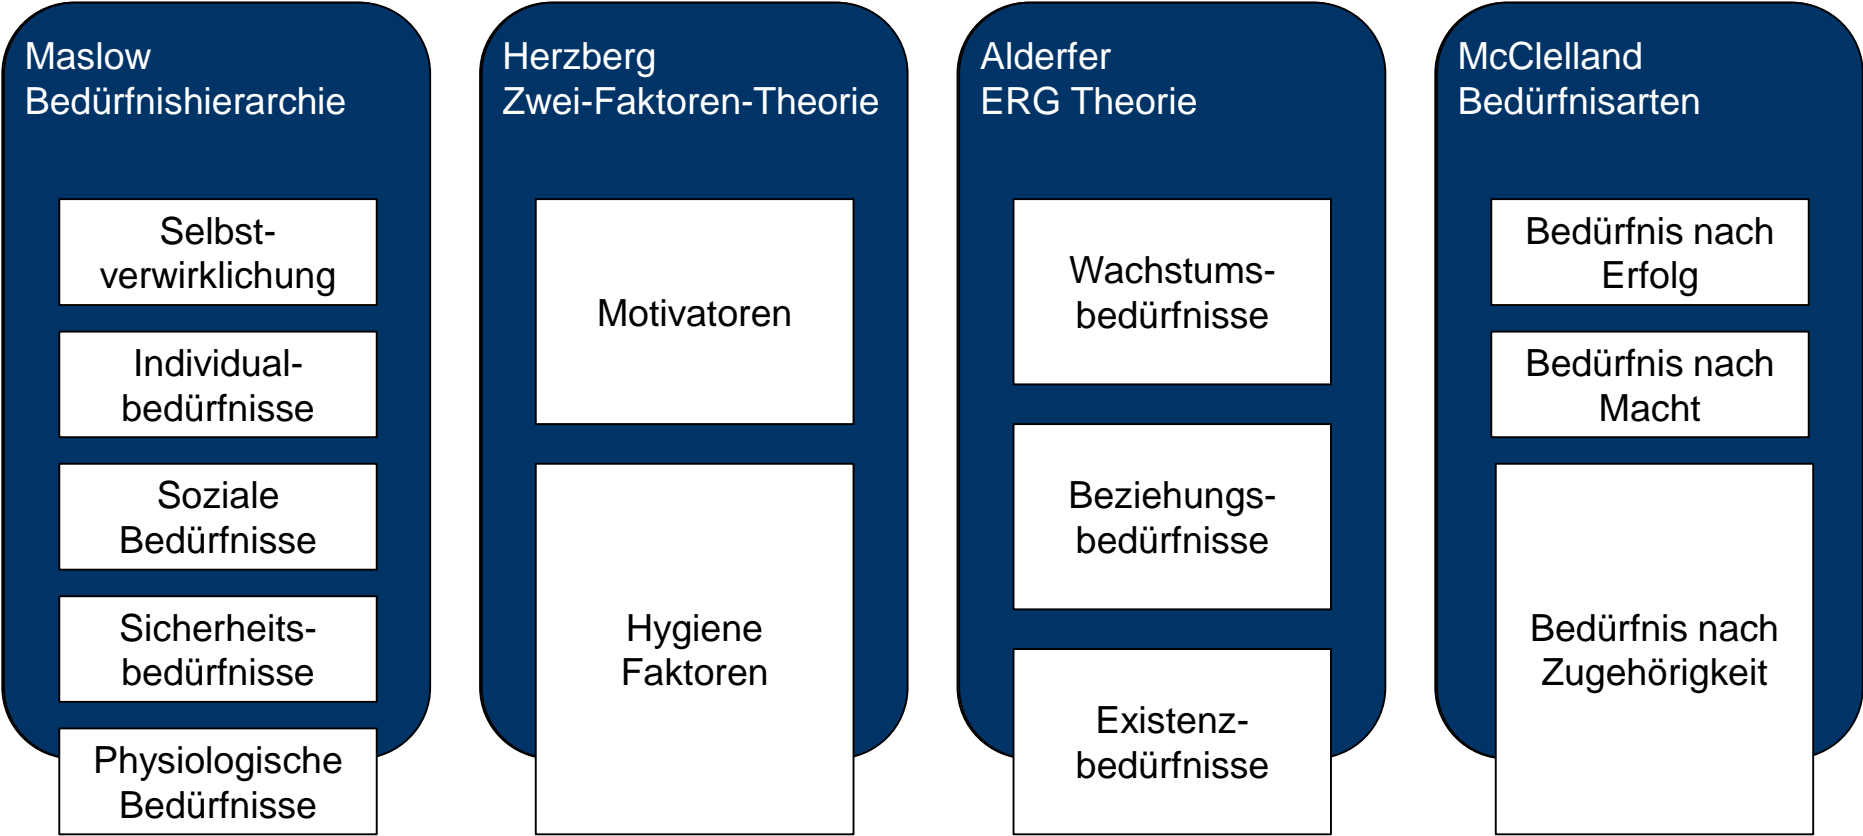 Maslow
Bedürfnishierarchie
Selbst-
verwirklichung
Individual-
bedürfnisse
Soziale
Bedürfnisse
Sicherheits-
bedürfnisse
Physiologische
Bedürfnisse
Herzberg
Zwei-Faktoren-Theorie
Motivatoren
Hygiene
Faktoren
Alderfer
ERG Theorie
Wachstums-
bedürfnisse
Beziehungs-
bedürfnisse
Existenz-
bedürfnisse
McClelland
Bedürfnisarten
Bedürfnis nach
Erfolg
Bedürfnis nach
Macht
Bedürfnis nach
Zugehörigkeit